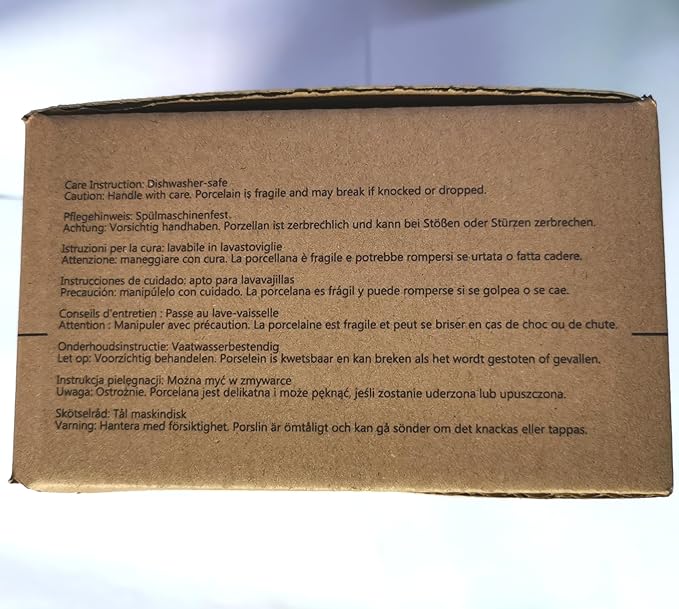 Care Instruction: Dishwasher-safe
Caution: Handle with care. Porcelain is fragile and may break if knocked or dropped.
Pflegehinweis: Spülmaschinenfest.
Achtung: Vorsichtig handhaben. Porzellan ist zerbrechlich und kann bei Stößen oder Stürzen zerbrechen.
Istruzioni per la cura: lavabile in lavastoviglie
Attenzione: maneggiare con cura. La porcellana è fragile e potrebbe rompersi se urtata o fatta cadere.
Instrucciones de cuidado: apto para lavavajillas
Precaución: manipúlelo con cuidado. La porcelana es frágil y puede romperse si se golpea o se cae.
Conseils d'entretien : Passe au lave-vaisselle
Attention : Manipuler avec précaution. La porcelaine est fragile et peut se briser en cas de choc ou de chute.
Onderhoudsinstructie: Vaatwasserbestendig
Let op: Voorzichtig behandelen. Porselein is kwetsbaar en kan breken als het wordt gestoten of gevallen.
Instrukcja pielęgnacji: Można myć w zmywarce
Uwaga: Ostrożnie. Porcelana jest delikatna i może pęknąć, jeśli zostanie uderzona lub upuszczona.
Skötselråd: Tål maskindisk
Varning: Hantera med försiktighet. Porslin är ömtåligt och kan gå sönder om det knackas eller tappas.